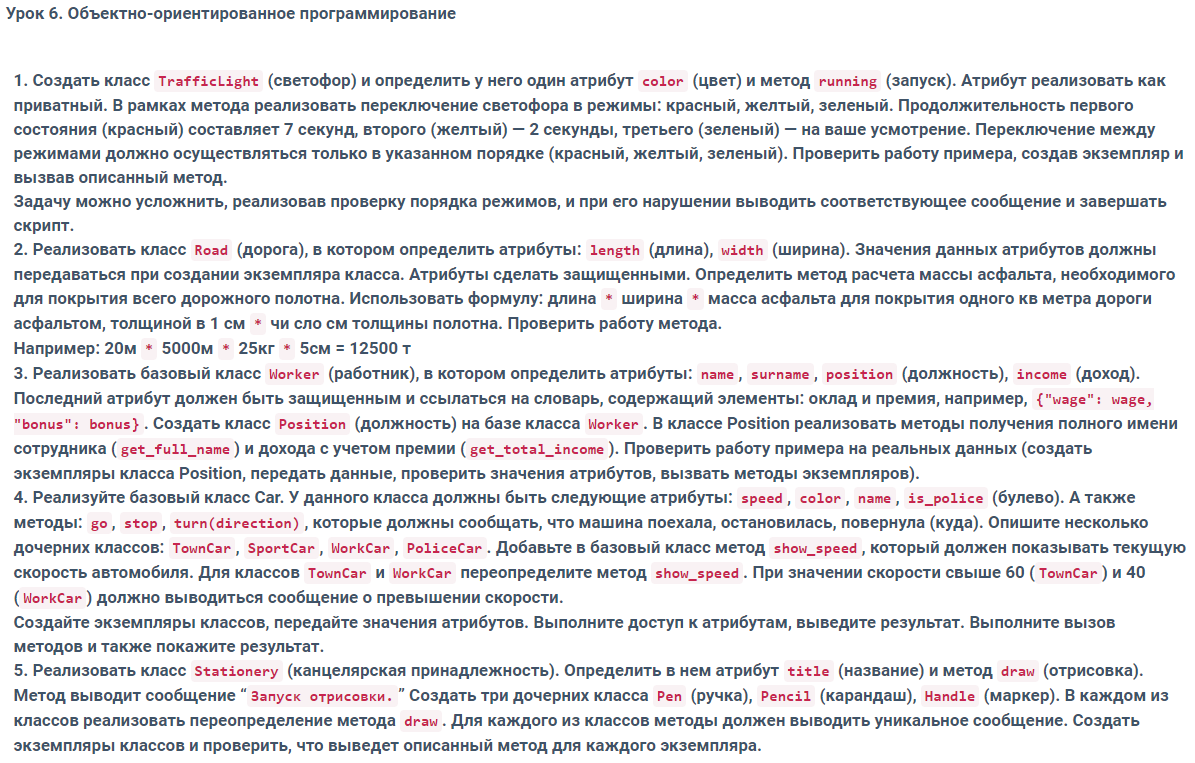 Урок 6. Объектно-ориентированное программирование
1. Создать класс TrafficLight (светофор) и определить у него один атрибут color (цвет) и метод running (запуск). Атрибут реализовать как
приватный. В рамках метода реализовать переключение светофора в режимы: красный, желтый, зеленый. Продолжительность первого
состояния (красный) составляет 7 секунд, второго (желтый) — 2 секунды, третьего (зеленый) — на ваше усмотрение. Переключение между
режимами должно осуществляться только в указанном порядке (красный, желтый, зеленый). Проверить работу примера, создав экземпляр и
вызвав описанный метод.
Задачу можно усложнить, реализовав проверку порядка режимов, и при его нарушении выводить соответствующее сообщение и завершать
скрипт.
2. Реализовать класс Road (дорога), в котором определить атрибуты: length (длина), width (ширина). Значения данных атрибутов должны
передаваться при создании экземпляра класса. Атрибуты сделать защищенными. Определить метод расчета массы асфальта, необходимого
для покрытия всего дорожного полотна. Использовать формулу: длина * ширина * масса асфальта для покрытия одного кв метра дороги
асфальтом, толщиной в 1 см * чи сло см толщины полотна. Проверить работу метода.
Например: 20м * 5000м * 25кг * 5см = 12500 т
3. Реализовать базовый класс Worker (работник), в котором определить атрибуты: name, surname, position (должность), income (доход).
Последний атрибут должен быть защищенным и ссылаться на словарь, содержащий элементы: оклад и премия, например, {"wage": wage,
"bonus": bonus}. Создать класс Position (должность) на базе класса Worker. В классе Position реализовать методы получения полного имени
сотрудника (get_full_name) и дохода с учетом премии (get_total_income). Проверить работу примера на реальных данных (создать
экземпляры класса Position, передать данные, проверить значения атрибутов, вызвать методы экземпляров).
4. Реализуйте базовый класс Car. У данного класса должны быть следующие атрибуты: speed, color, name, is_police (булево). А также
методы: go, stop, turn(direction), которые должны сообщать, что машина поехала, остановилась, повернула (куда). Опишите несколько
дочерних классов: TownCar, SportCar, WorkCar, PoliceCar. Добавьте в базовый класс метод show_speed, который должен показывать текущую
скорость автомобиля. Для классов TownCar и WorkCar переопределите метод show_speed. При значении скорости свыше 60 (TownCar) и 40
(WorkCar) должно выводиться сообщение о превышении скорости.
Создайте экземпляры классов, передайте значения атрибутов. Выполните доступ к атрибутам, выведите результат. Выполните вызов
методов и также покажите результат.
5. Реализовать класс Stationery (канцелярская принадлежность). Определить в нем атрибут title (название) и метод draw (отрисовка).
Метод выводит сообщение “Запуск отрисовки.” Создать три дочерних класса Pen (ручка), Pencil (карандаш), Handle (маркер). В каждом из
классов реализовать переопределение метода draw. Для каждого из классов методы должен выводить уникальное сообщение. Создать
экземпляры классов и проверить, что выведет описанный метод для каждого экземпляра.